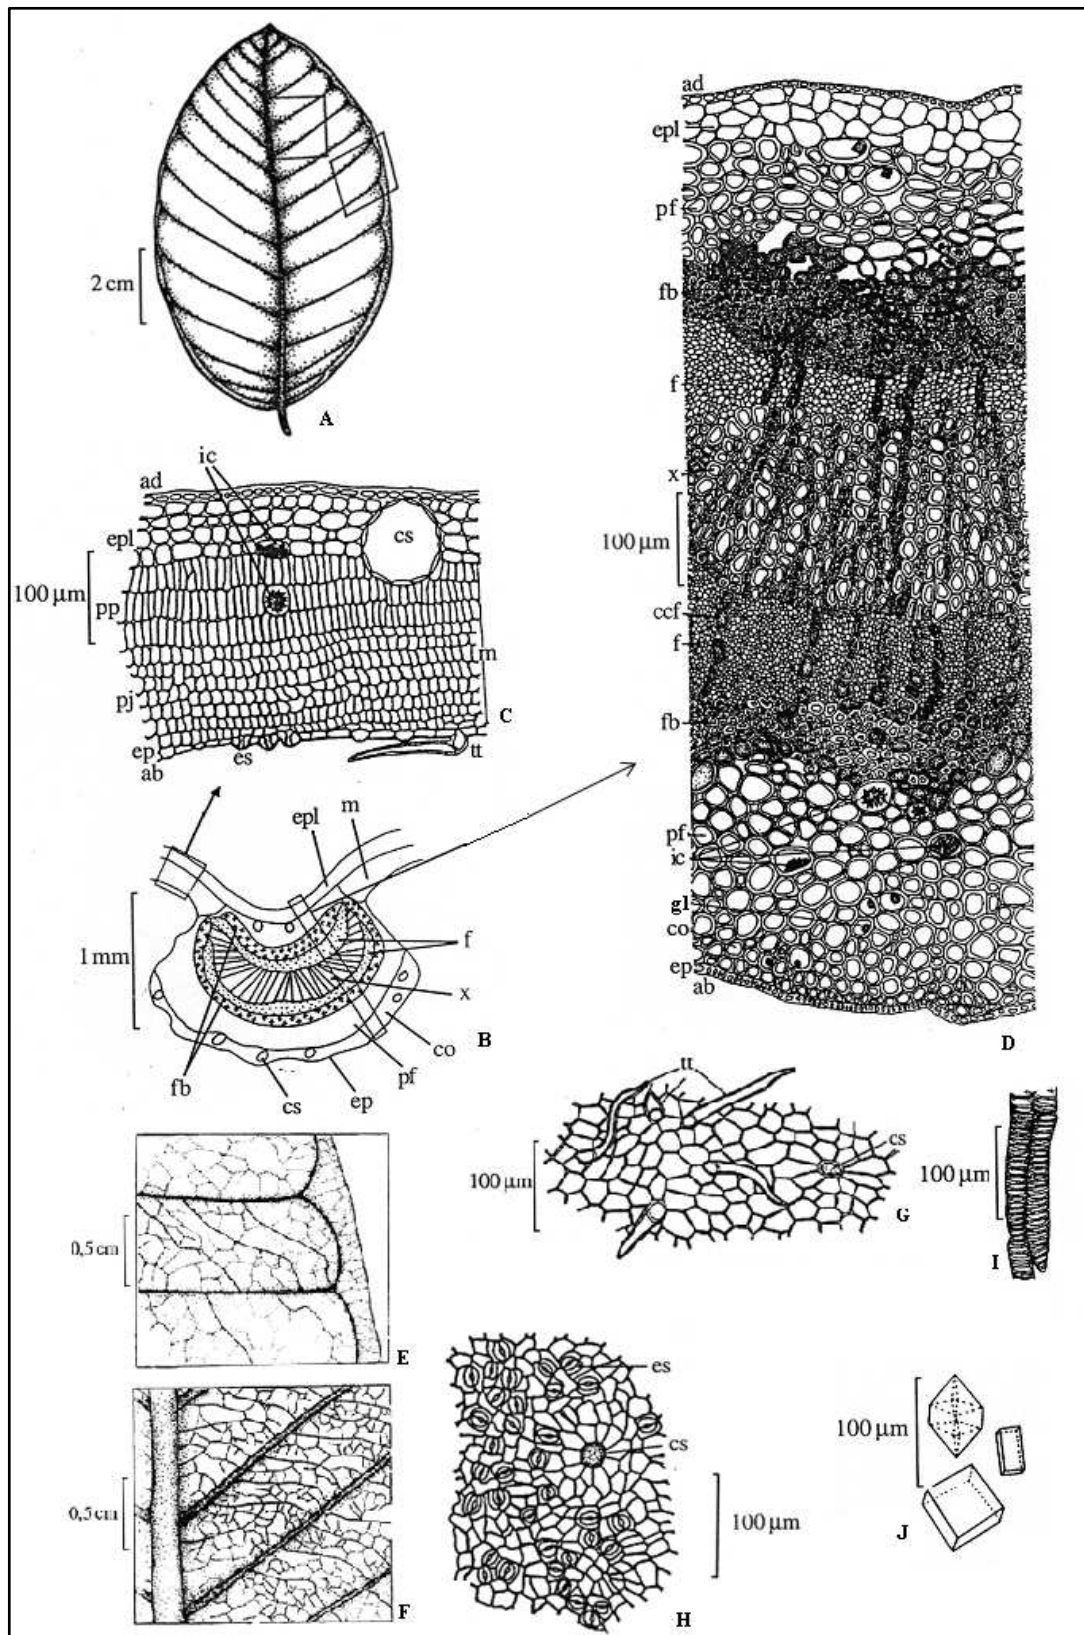 2 cm
A
ic
ad
epl
cs
100 µm
pp
m
pj
C
ep
ab
es
tt
epl
m
1 mm
f
x
B
co
pf
fb
cs
ep
ad
epl
pf
fb
f
x
100 µm
ccf
f
fb
pf
ic
gl
co
ep
ab
D
tt
cs
100 µm
G
100 µm
I
0,5 cm
E
es
cs
100 µm
H
0,5 cm
F
100 µm
J